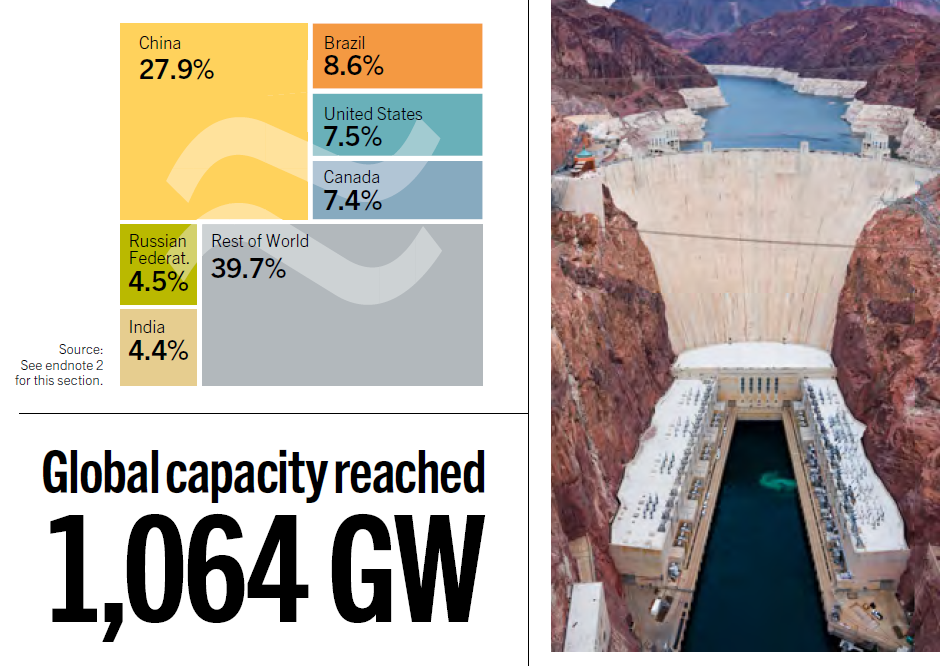 China
27.9%
Brazil
8.6%
United States
7.5%
Canada
7.4%
Russian
Federat.
4.5%
Rest of World
39.7%
India
4.4%
Source:
See endnote 2
for this section.
Global capacity reached
1,064 GW